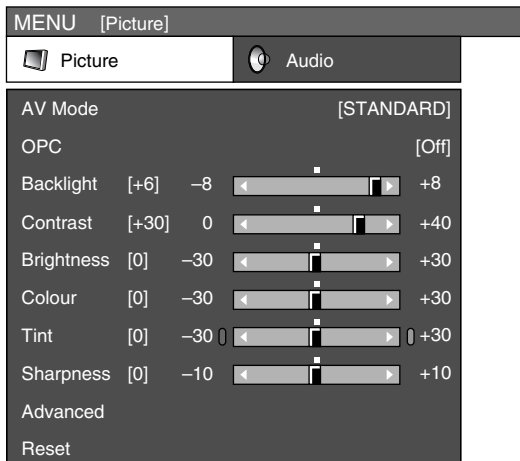 MENU [Picture]
Picture Audio
AV Mode [STANDARD]
OPC [Off]
Backlight [+6] –8 +8
Contrast [+30] 0 +40
Brightness [0] –30 +30
Colour [0] –30 +30
Tint [0] –30 +30
Sharpness [0] –10 +10
Advanced
Reset